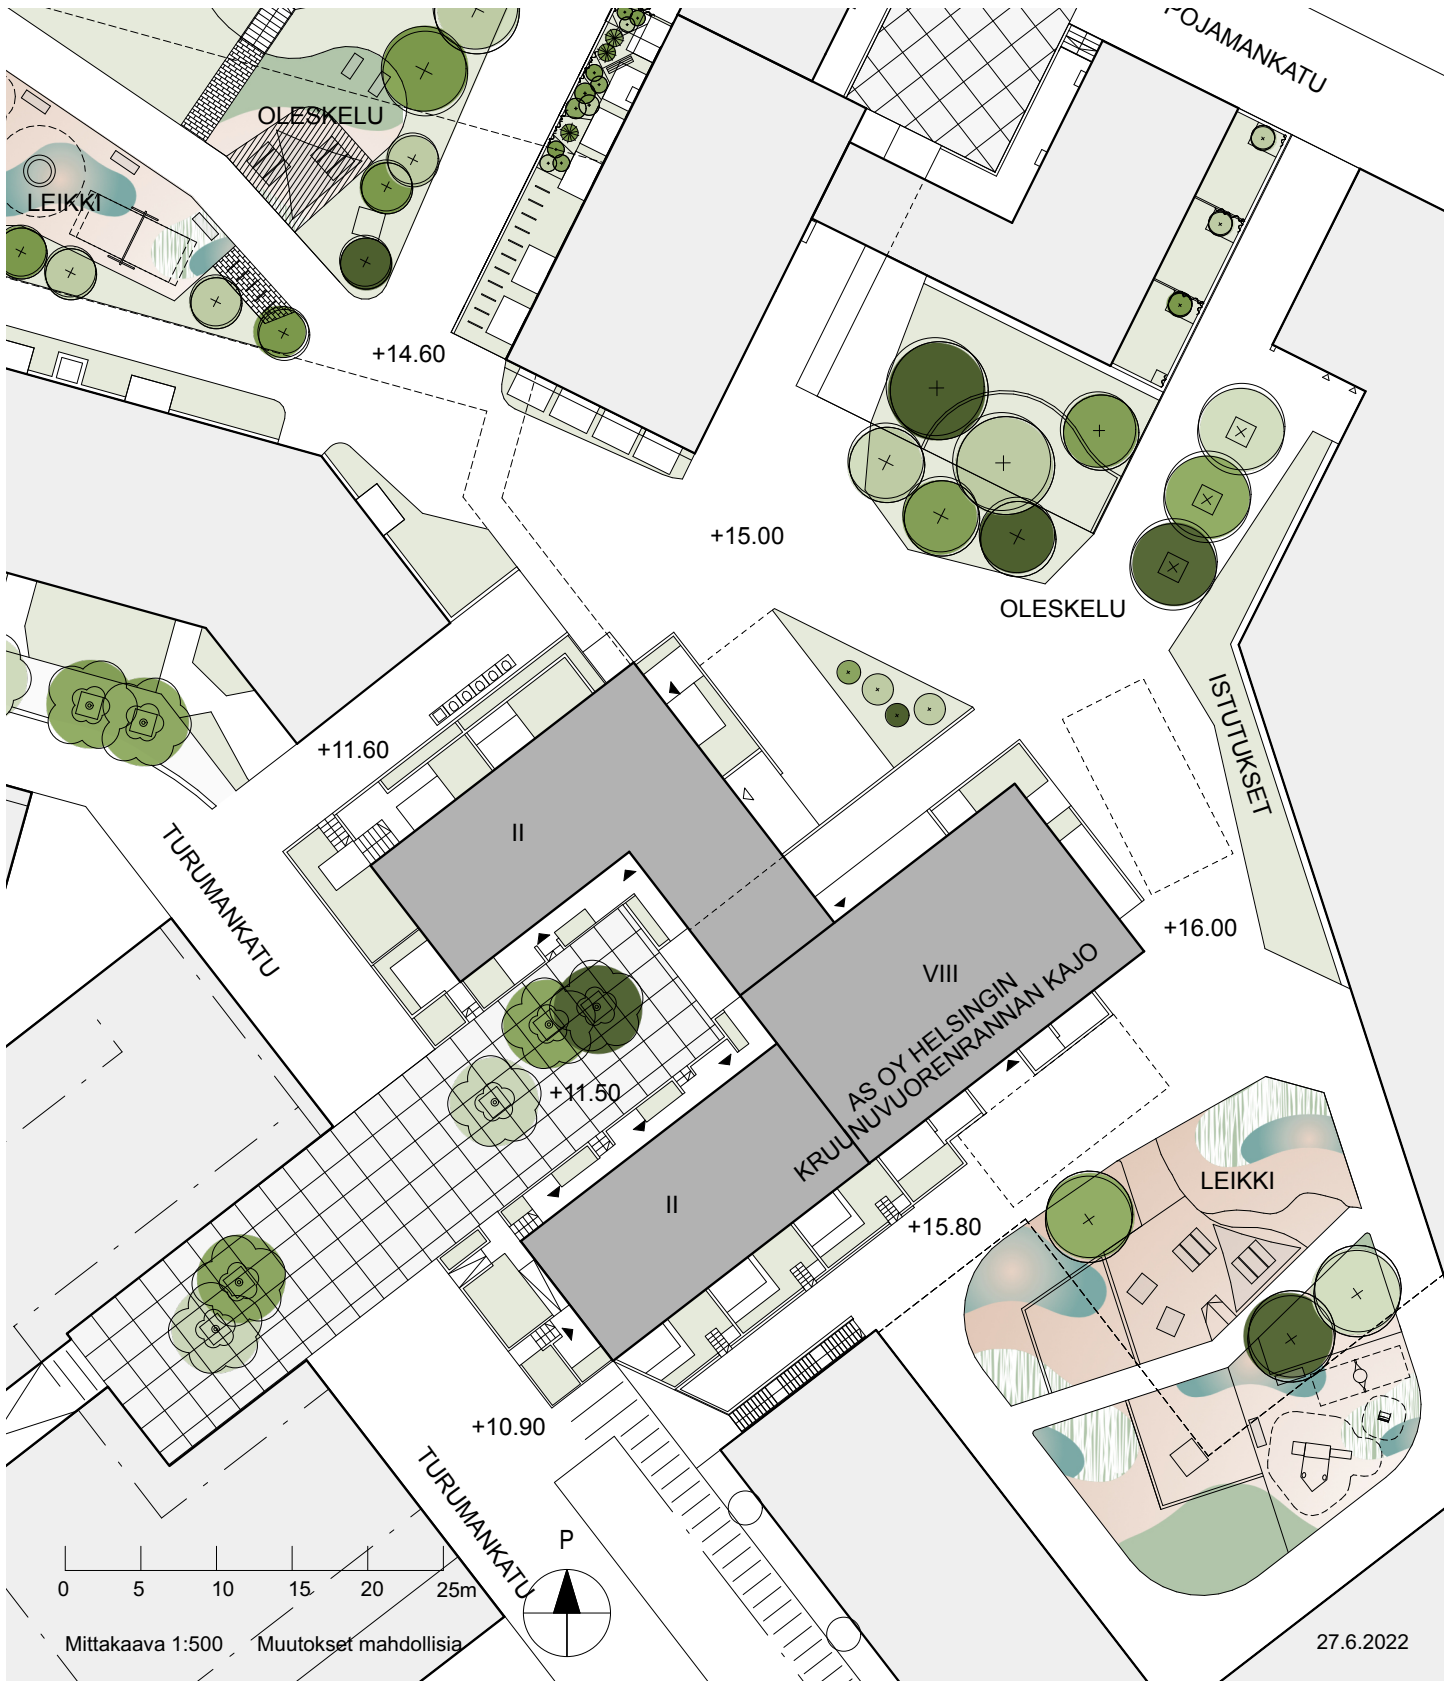 POJAMANKATU
OLESKELU
LEIKKI
+14.60
+15.00
OLESKELU
ISTUTUKSET
+11.60
TURUMANKATU
II
+16.00
VIII
AS OY HELSINGIN
KRUUNUVUORENRANNAN KAJO
+11.50
LEIKKI
II
+15.80
+10.90
TURUMANKATU
P
0 5 10 15 20 25m
Mittakaava 1:500 Muutokset mahdollisia
27.6.2022